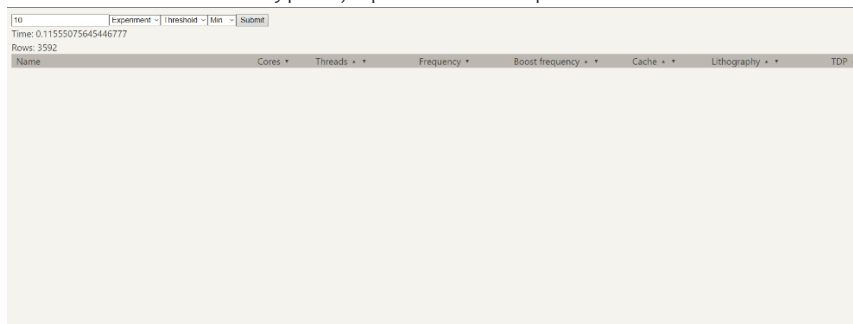 10 Experiment Threshold Min Submit
Time: 0.11555075645446777
Rows: 3592
Name Cores ▼ Threads ▲ ▼ Frequency ▼ Boost frequency ▲ ▼ Cache ▲ ▼ Lithography ▲ ▼ TDP